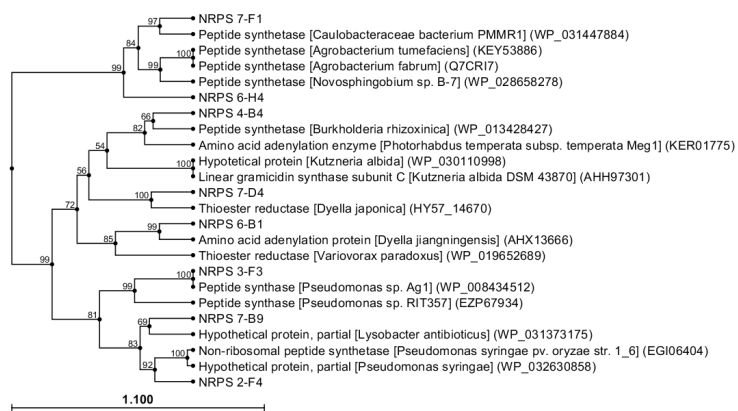 97
NRPS 7-F1
Peptide synthetase [Caulobacteraceae bacterium PMMR1] (WP_031447884)
84
100
Peptide synthetase [Agrobacterium tumefaciens] (KEY53886)
99
Peptide synthetase [Agrobacterium fabrum] (Q7CRI7)
99
Peptide synthetase [Novosphingobium sp. B-7] (WP_028658278)
NRPS 6-H4
66
NRPS 4-B4
82
Peptide synthetase [Burkholderia rhizoxinica] (WP_013428427)
54
Amino acid adenylation enzyme [Photorhabdus temperata subsp. temperata Meg1] (KER01775)
100
Hypotetical protein [Kutzneria albida] (WP_030110998)
56
Linear gramicidin synthase subunit C [Kutzneria albida DSM 43870] (AHH97301)
100
NRPS 7-D4
72
Thioester reductase [Dyella japonica] (HY57_14670)
99
NRPS 6-B1
85
Amino acid adenylation protein [Dyella jiangningensis] (AHX13666)
Thioester reductase [Variovorax paradoxus] (WP_019652689)
99
100
NRPS 3-F3
99
Peptide synthase [Pseudomonas sp. Ag1] (WP_008434512)
Peptide synthetase [Pseudomonas sp. RIT357] (EZP67934)
81
69
NRPS 7-B9
Hypothetical protein, partial [Lysobacter antibioticus] (WP_031373175)
83
100
Non-ribosomal peptide synthetase [Pseudomonas syringae pv. oryzae str. 1_6] (EGI06404)
92
Hypothetical protein, partial [Pseudomonas syringae] (WP_032630858)
NRPS 2-F4
1.100